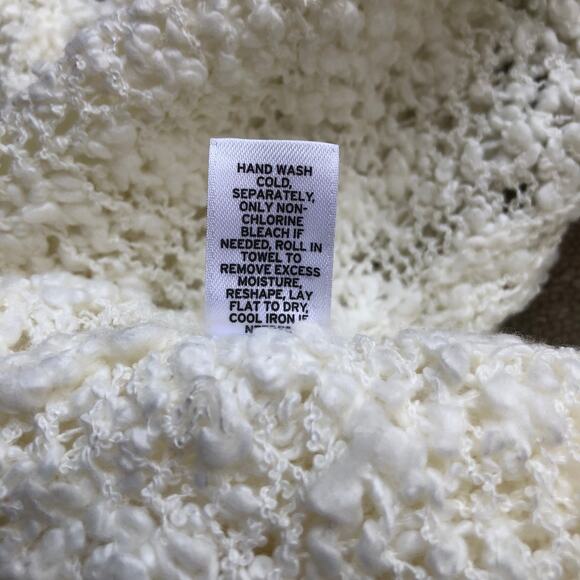 HAND WASH
COLD,
SEPARATELY,
ONLY NON-
CHLORINE
BLEACH IF
NEEDED, ROLL IN
TOWEL TO
REMOVE EXCESS
MOISTURE,
RESHAPE, LAY
FLAT TO DRY,
COOL IRON IF